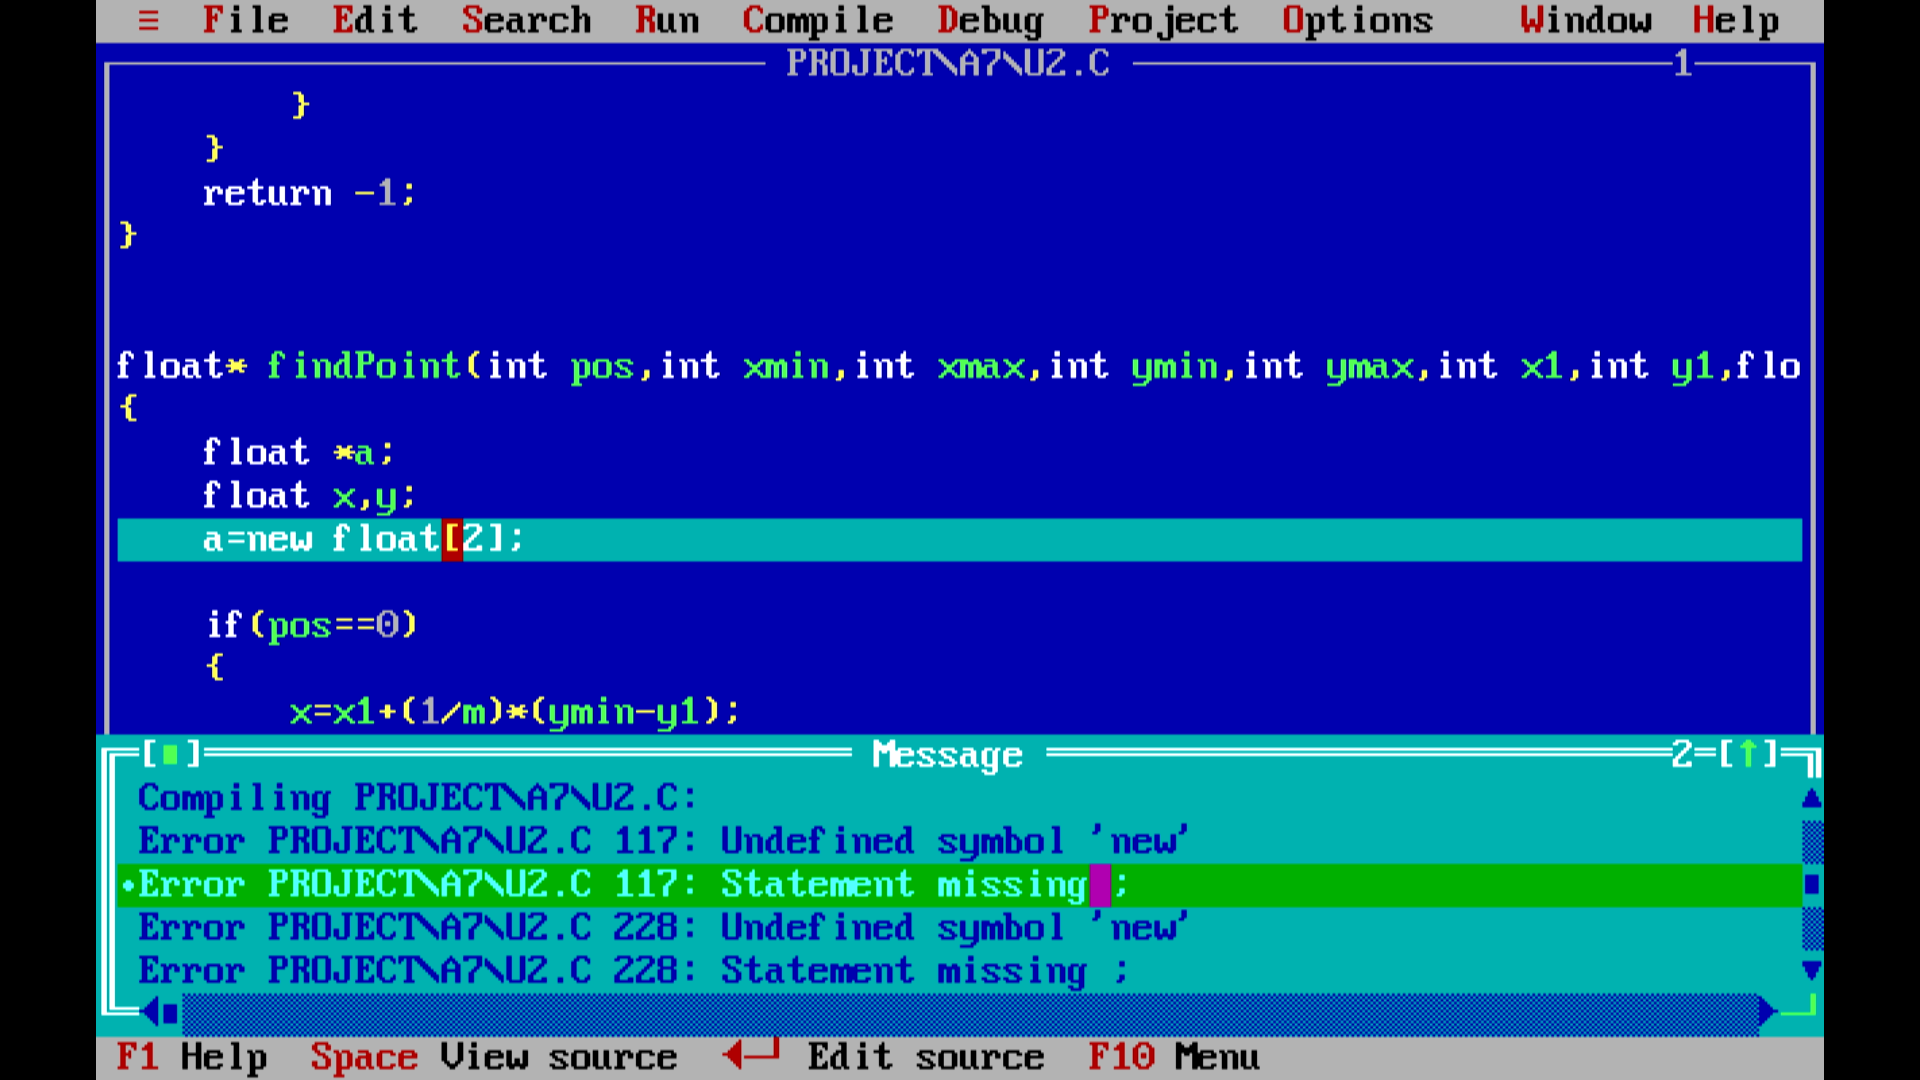 ≡ File Edit Search Run Compile Debug Project Options Window Help
PROJECT\A7\U2.C 1
}
}
return -1;
}
float* findPoint(int pos,int xmin,int xmax,int ymin,int ymax,int x1,int y1,flo
{
float *a;
float x,y;
a=new float[2];
if(pos==0)
{
x=x1+(1/m)*(ymin-y1);
[■] Message 2=[↑]
Compiling PROJECT\A7\U2.C:
Error PROJECT\A7\U2.C 117: Undefined symbol 'new'
•Error PROJECT\A7\U2.C 117: Statement missing ;
Error PROJECT\A7\U2.C 228: Undefined symbol 'new'
Error PROJECT\A7\U2.C 228: Statement missing ;
F1 Help Space View source ◄─┘ Edit source F10 Menu